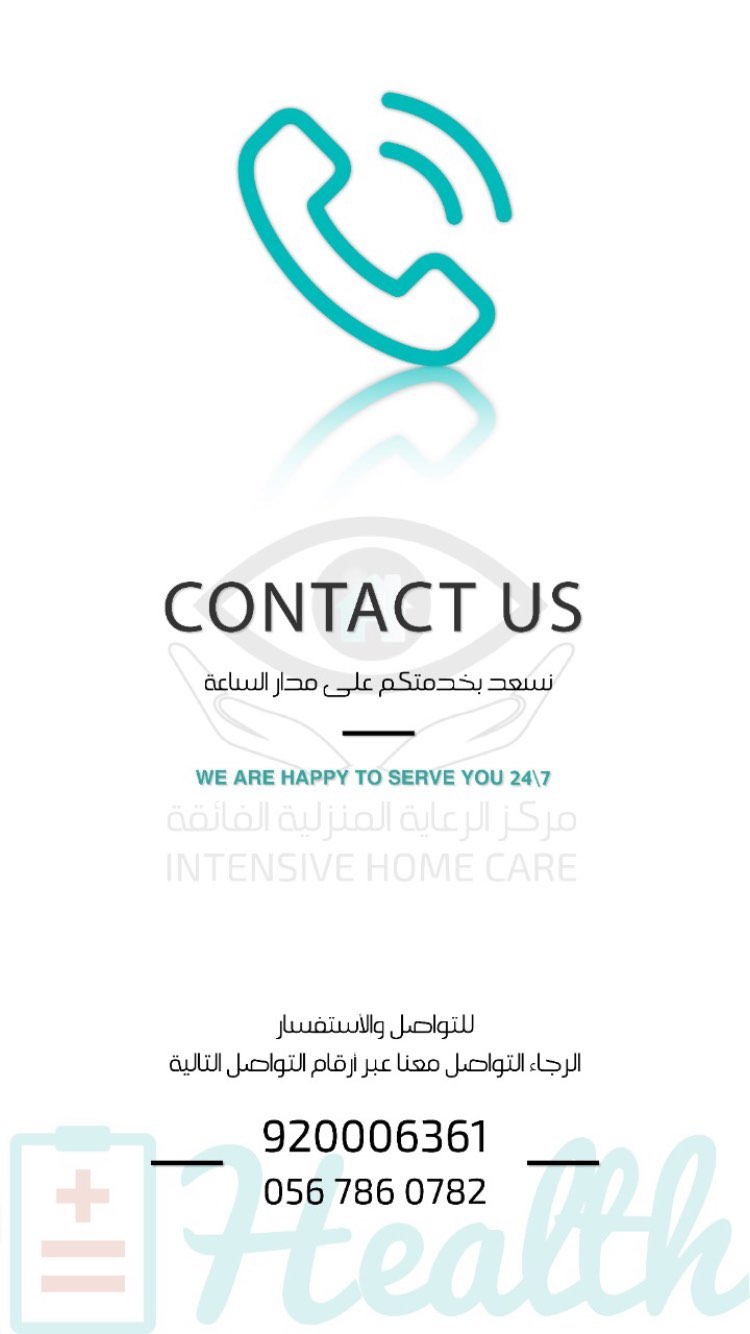 CONTACT US
نسعد بخدمتكم على مدار الساعة
WE ARE HAPPY TO SERVE YOU 24\7
مركز الرعاية المنزلية الفائقة
INTENSIVE HOME CARE
للتواصل والأستفسار
الرجاء التواصل معنا عبر أرقام التواصل التالية
920006361
056 786 0782
Health